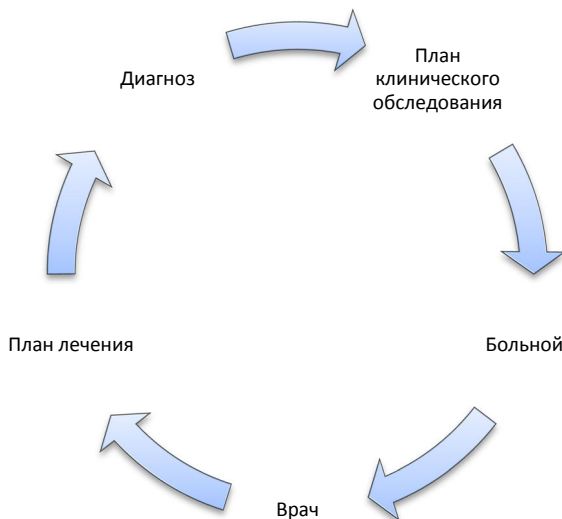 Диагноз
План
клинического
обследования
Больной
Врач
План лечения